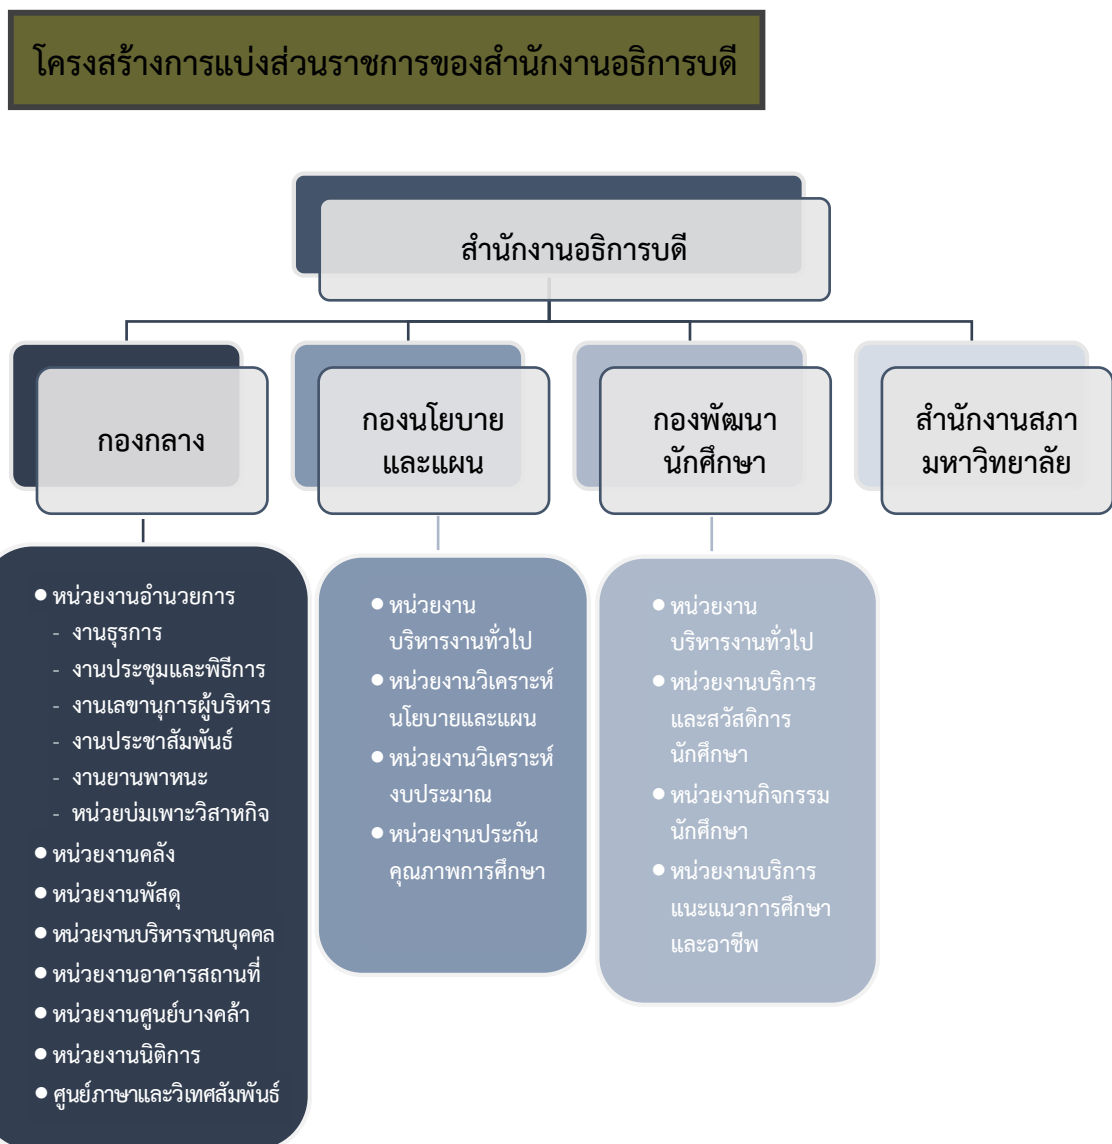 โครงสร้างการแบ่งส่วนราชการของสำนักงานอธิการบดี
สำนักงานอธิการบดี
กองกลาง
กองนโยบาย
และแผน
กองพัฒนา
นักศึกษา
สำนักงานสภา
มหาวิทยาลัย
● หน่วยงานอำนวยการ
- งานธุรการ
- งานประชุมและพิธีการ
- งานเลขานุการผู้บริหาร
- งานประชาสัมพันธ์
- งานยานพาหนะ
- หน่วยบ่มเพาะวิสาหกิจ
● หน่วยงานคลัง
● หน่วยงานพัสดุ
● หน่วยงานบริหารงานบุคคล
● หน่วยงานอาคารสถานที่
● หน่วยงานศูนย์บางคล้า
● หน่วยงานนิติการ
● ศูนย์ภาษาและวิเทศสัมพันธ์
● หน่วยงาน
บริหารงานทั่วไป
● หน่วยงานวิเคราะห์
นโยบายและแผน
● หน่วยงานวิเคราะห์
งบประมาณ
● หน่วยงานประกัน
คุณภาพการศึกษา
● หน่วยงาน
บริหารงานทั่วไป
● หน่วยงานบริการ
และสวัสดิการ
นักศึกษา
● หน่วยงานกิจกรรม
นักศึกษา
● หน่วยงานบริการ
แนะแนวการศึกษา
และอาชีพ